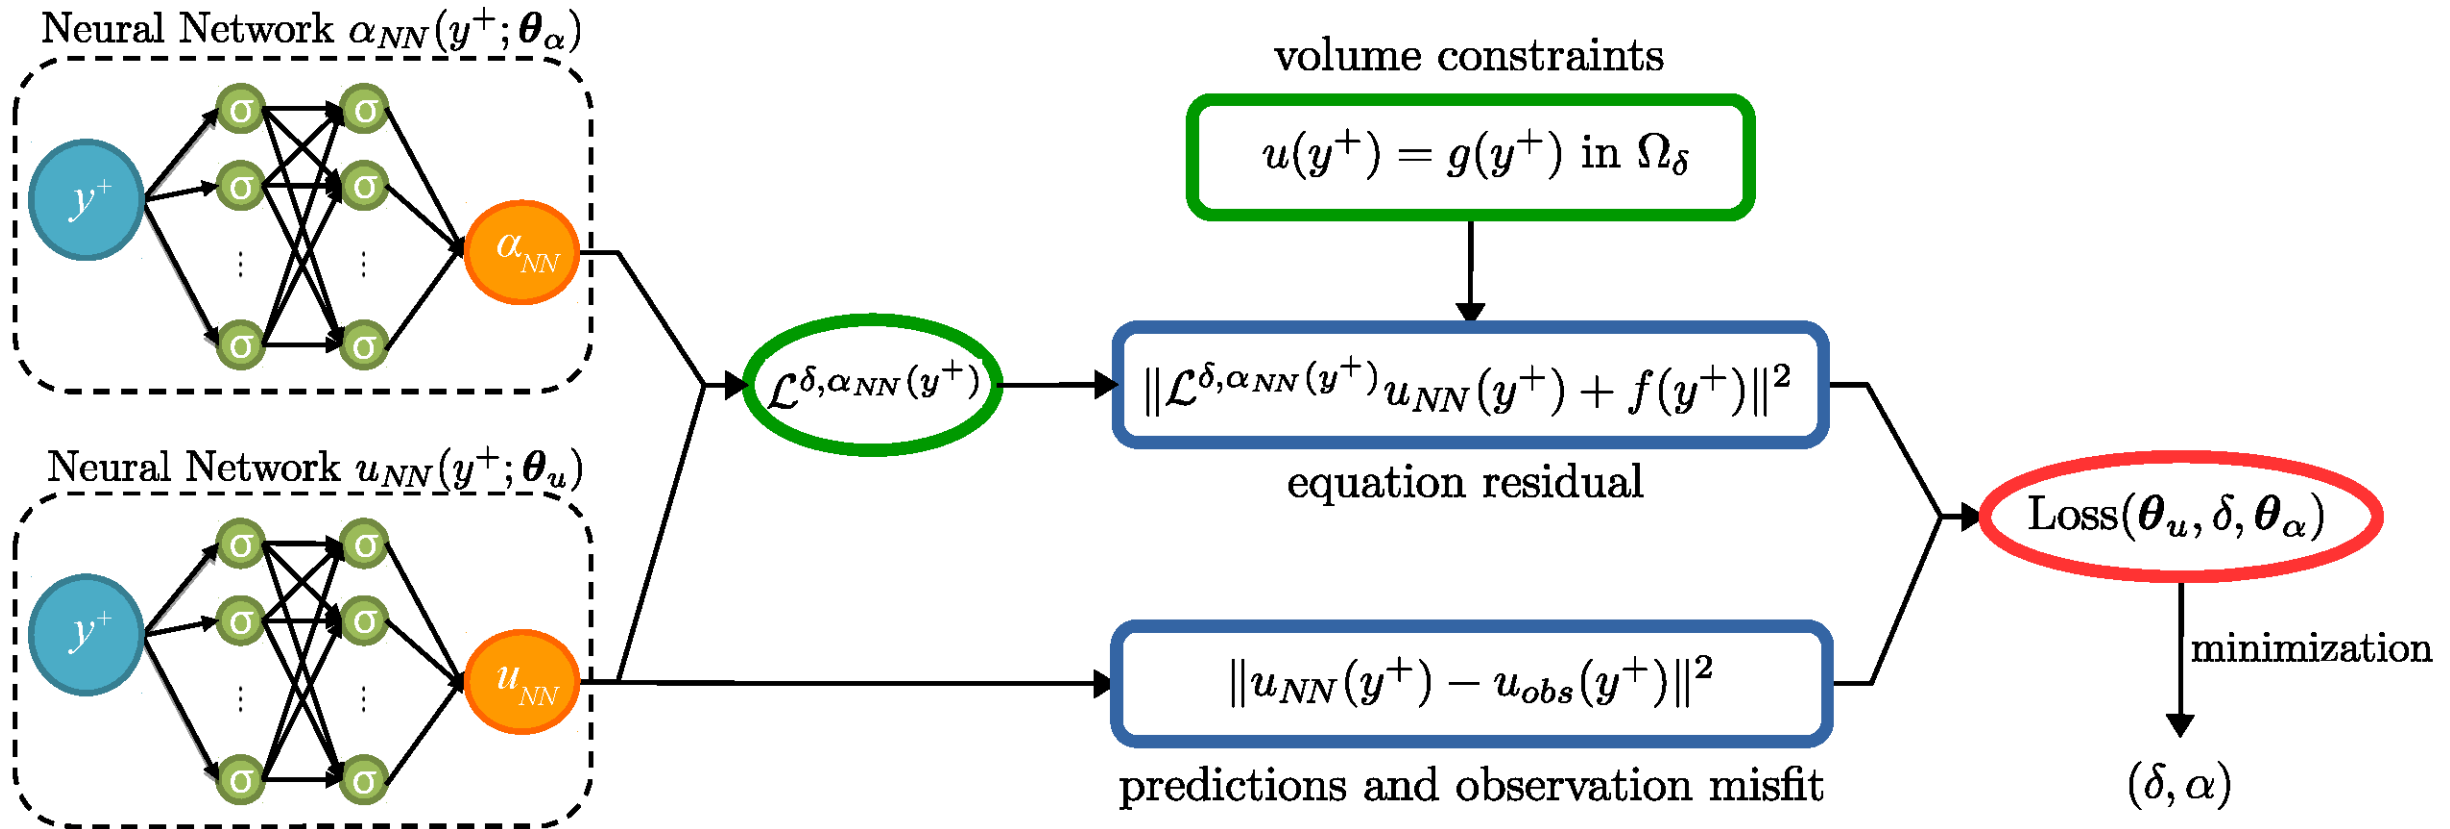 Neural Network α_NN(y⁺; θ_α)
y⁺
σ σ
σ σ
⋮ ⋮
σ σ
α_NN
Neural Network u_NN(y⁺; θ_u)
y⁺
σ σ
σ σ
⋮ ⋮
σ σ
u_NN
ℒ^{δ,α_NN(y⁺)}
volume constraints
u(y⁺) = g(y⁺) in Ω_δ
‖ℒ^{δ,α_NN(y⁺)} u_NN(y⁺) + f(y⁺)‖²
equation residual
‖u_NN(y⁺) − u_obs(y⁺)‖²
predictions and observation misfit
Loss(θ_u, δ, θ_α)
minimization
(δ, α)